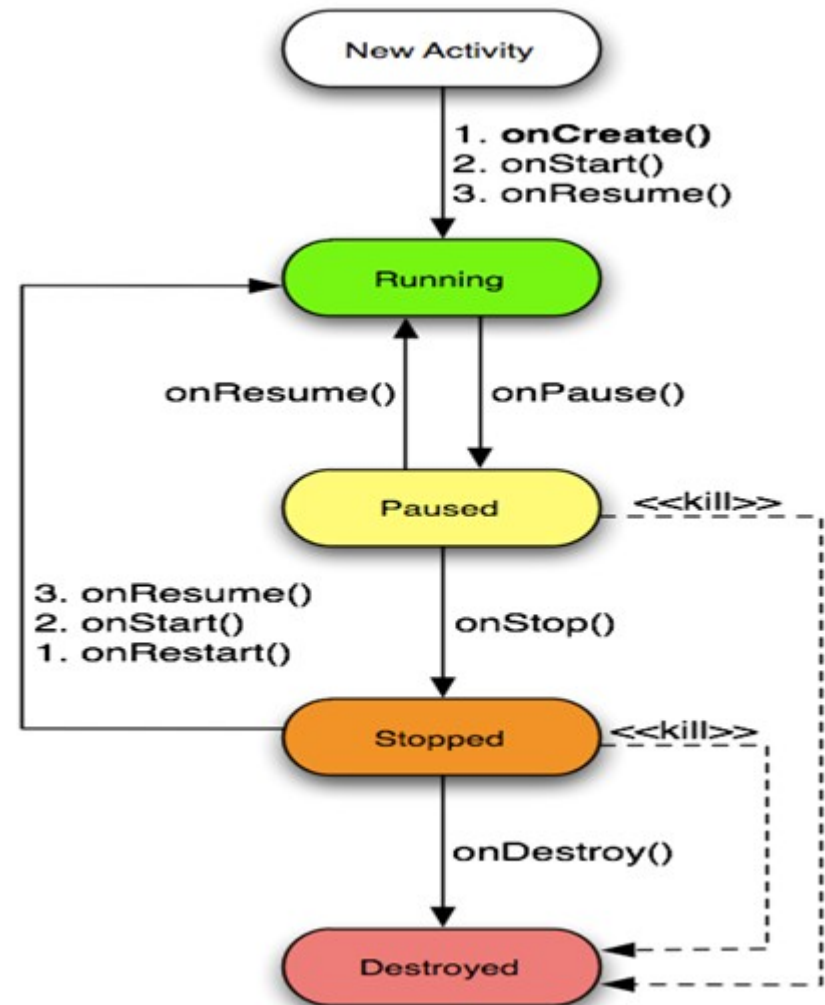 New Activity
1. onCreate()
2. onStart()
3. onResume()
Running
onResume()
onPause()
Paused
<<kill>>
3. onResume()
2. onStart()
1. onRestart()
onStop()
Stopped
<<kill>>
onDestroy()
Destroyed